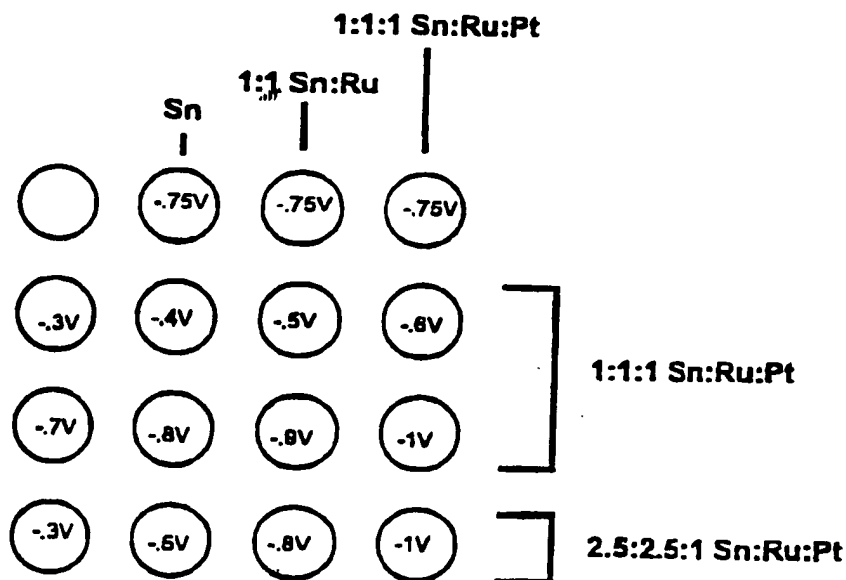 1:1:1 Sn:Ru:Pt
1:1 Sn:Ru
Sn
-.75V -.75V -.75V
-.3V -.4V -.5V -.6V
1:1:1 Sn:Ru:Pt
-.7V -.8V -.9V -1V
-.3V -.5V -.8V -1V
2.5:2.5:1 Sn:Ru:Pt